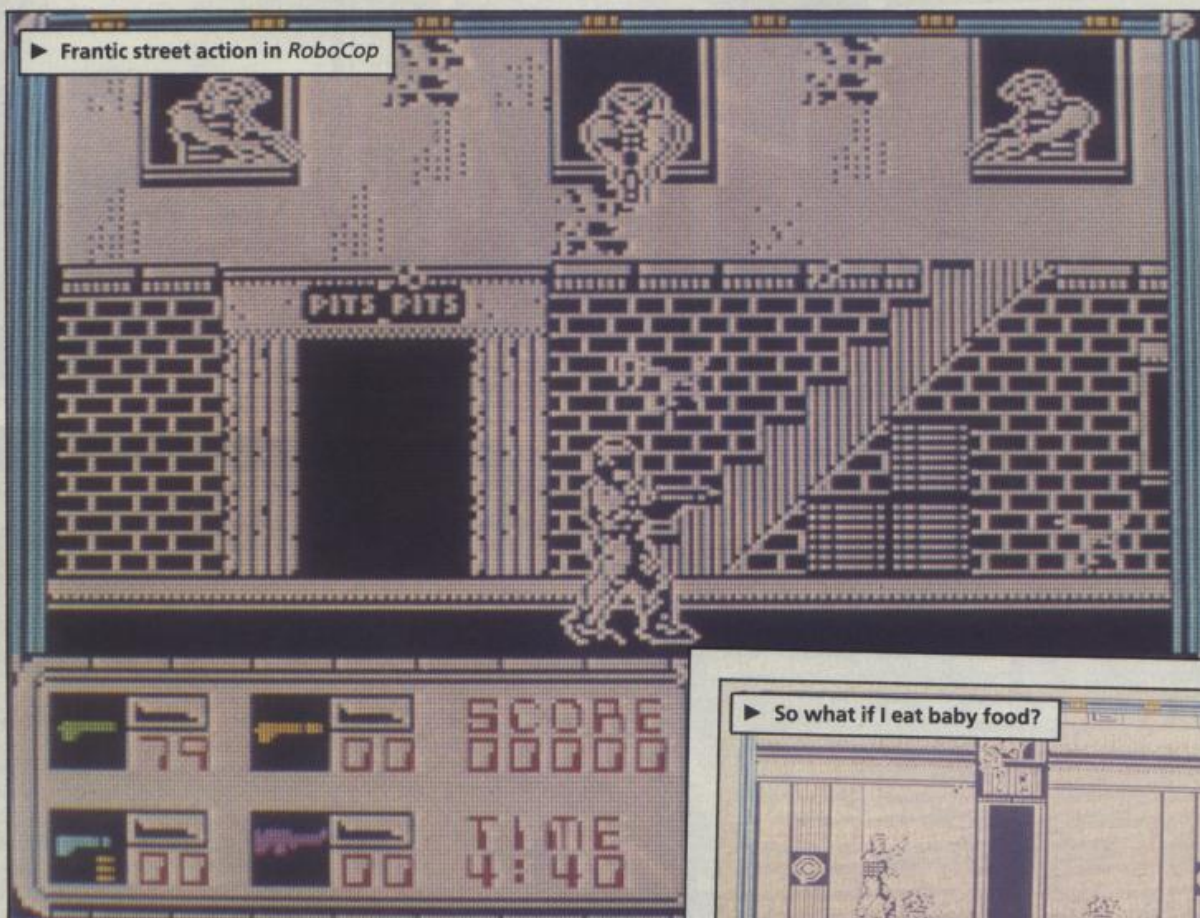 ▶ Frantic street action in RoboCop
PITS PITS
79
00
SCORE
00000
00
00
TIME
4:40
▶ So what if I eat baby food?